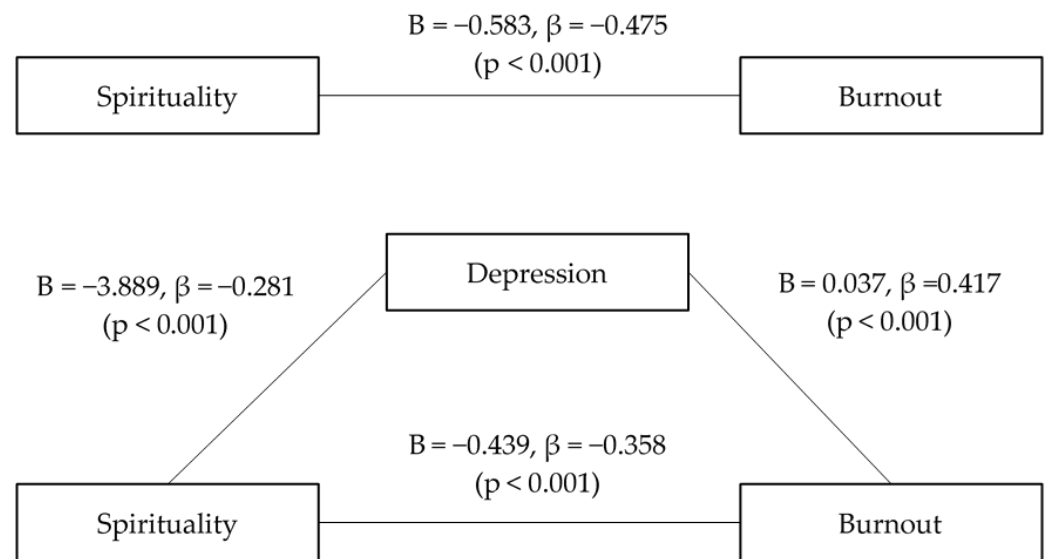 B = −0.583, β = −0.475
(p < 0.001)
Spirituality
Burnout
Depression
B = −3.889, β = −0.281
(p < 0.001)
B = 0.037, β =0.417
(p < 0.001)
B = −0.439, β = −0.358
(p < 0.001)
Spirituality
Burnout